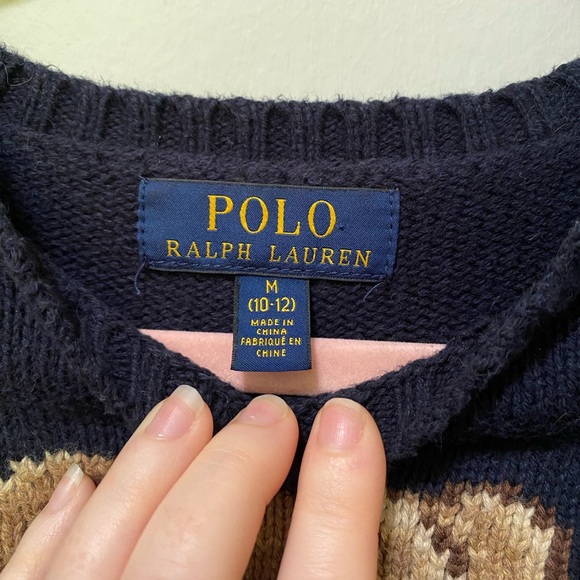 POLO
RALPH LAUREN
M
(10-12)
MADE IN
CHINA
FABRIQUÉ EN
CHINE